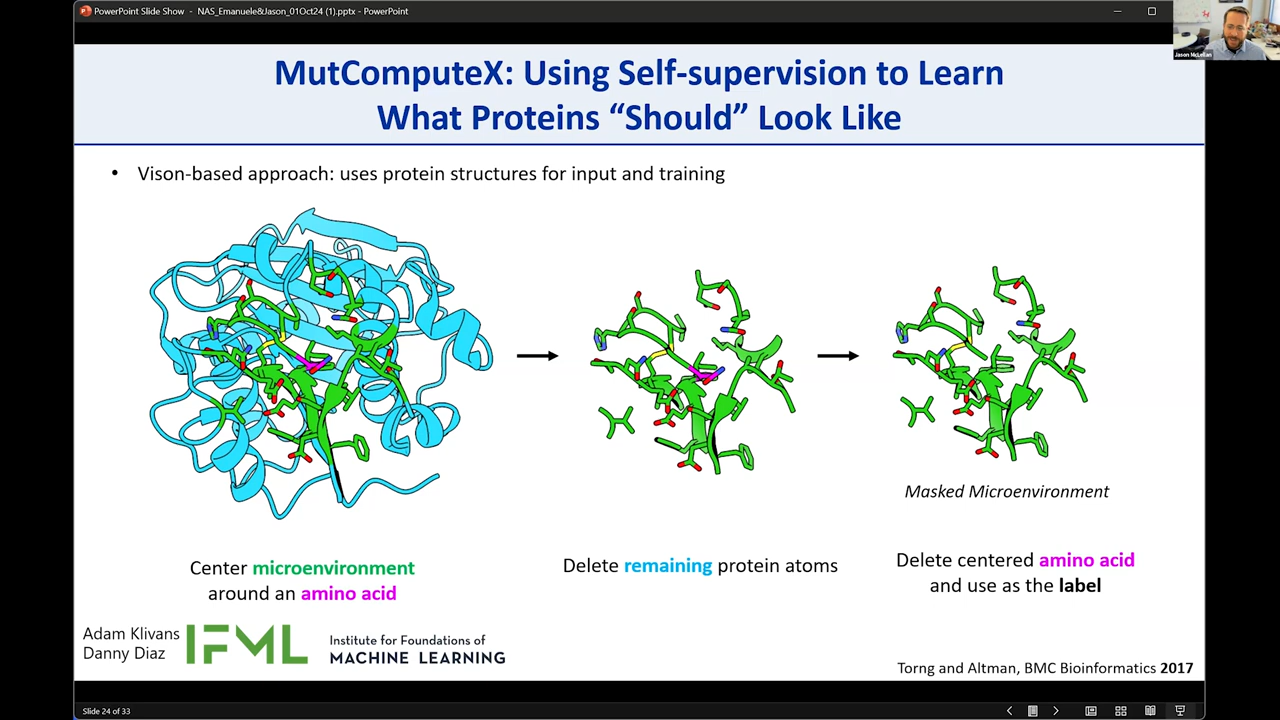 PowerPoint Slide Show - NAS_Emanuele&Jason_01Oct24 (1).pptx - PowerPoint
Jason McLellan
MutComputeX: Using Self-supervision to Learn
What Proteins “Should” Look Like
• Vison-based approach: uses protein structures for input and training
Masked Microenvironment
Center microenvironment
around an amino acid
Delete remaining protein atoms
Delete centered amino acid
and use as the label
Adam Klivans
Danny Diaz
IFML
Institute for Foundations of
MACHINE LEARNING
Torng and Altman, BMC Bioinformatics 2017
Slide 24 of 33